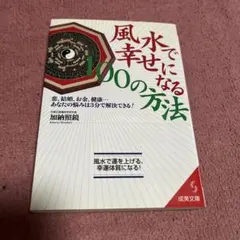 風水で
幸せになる
100の方法
恋、結婚、お金、健康…
あなたの悩みは3分で解決できる!
加納照鏡
風水で運を上げる、
幸運体質になる!
成美文庫